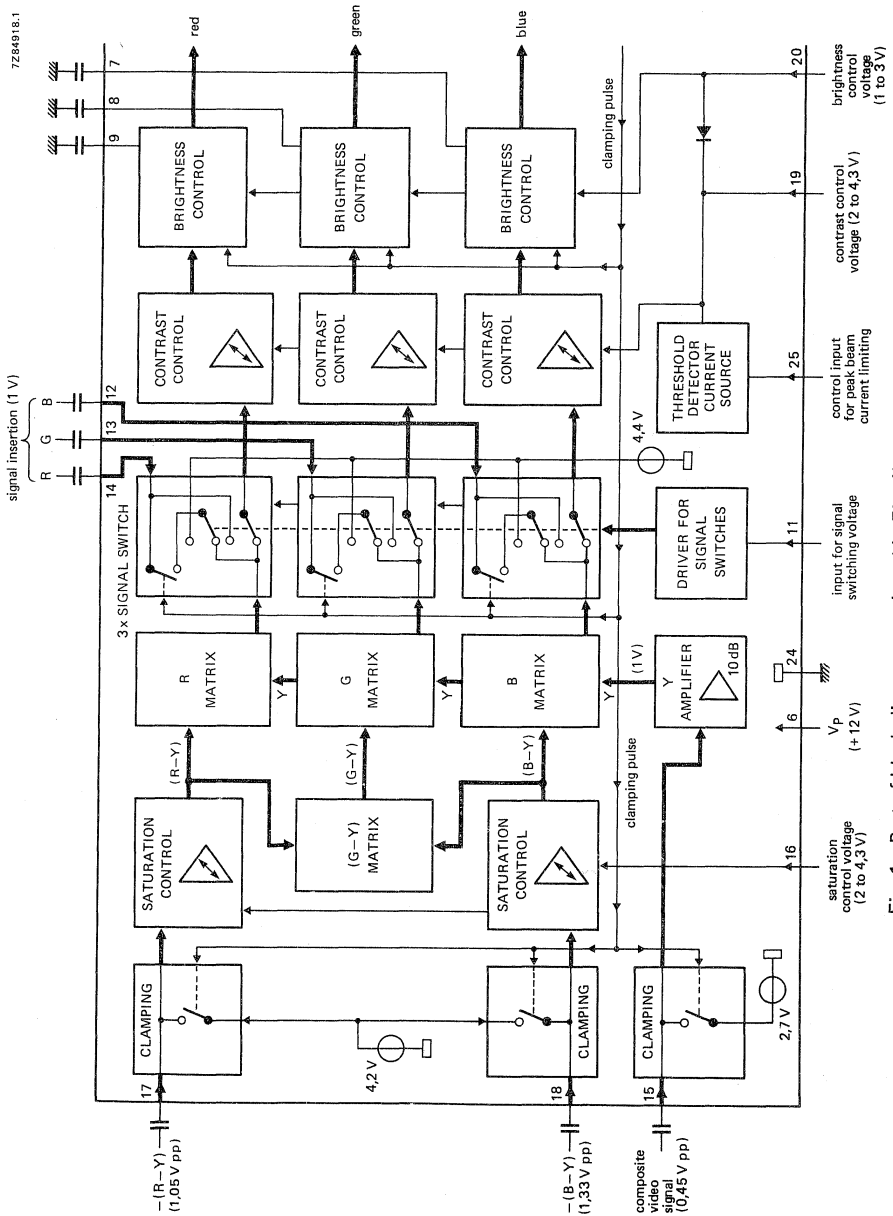 7Z84918.1
signal insertion (1 V)
R
G
B
14
13
12
9
8
7
3 x SIGNAL SWITCH
−(R−Y)
(1,05 V pp)
17
CLAMPING
SATURATION
CONTROL
(R−Y)
R
MATRIX
CONTRAST
CONTROL
BRIGHTNESS
CONTROL
red
4,2 V
(G−Y)
MATRIX
(G−Y)
Y
G
MATRIX
CONTRAST
CONTROL
BRIGHTNESS
CONTROL
green
−(B−Y)
(1,33 V pp)
18
CLAMPING
SATURATION
CONTROL
(B−Y)
Y
B
MATRIX
CONTRAST
CONTROL
BRIGHTNESS
CONTROL
blue
4,4 V
clamping pulse
clamping pulse
Y
(1 V)
composite
video
signal
(0,45 V pp)
15
CLAMPING
2,7 V
Y
AMPLIFIER
10 dB
DRIVER FOR
SIGNAL
SWITCHES
THRESHOLD
DETECTOR
CURRENT
SOURCE
16
6
24
11
25
19
20
saturation
control voltage
(2 to 4,3 V)
VP
(+12 V)
input for signal
switching voltage
control input
for peak beam
current limiting
contrast control
voltage (2 to 4,3 V)
brightness
control
voltage
(1 to 3 V)